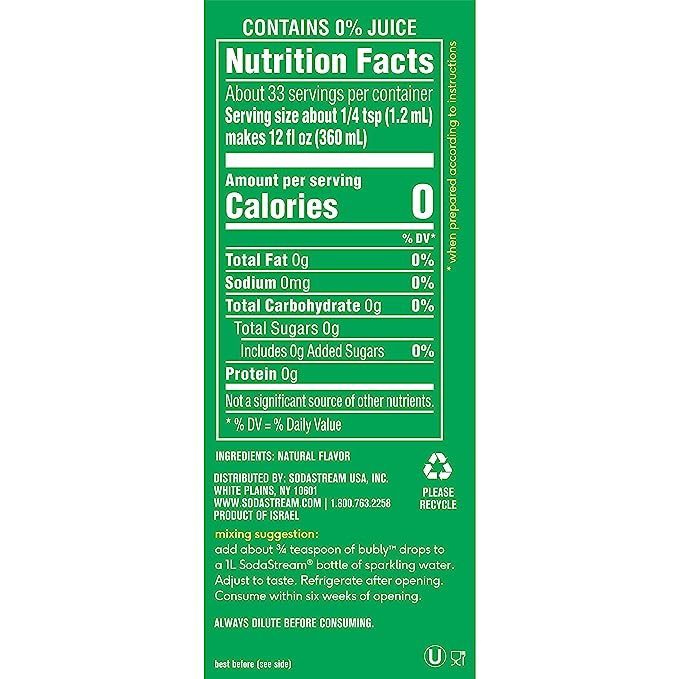 CONTAINS 0% JUICE
Nutrition Facts
About 33 servings per container
Serving size about 1/4 tsp (1.2 mL)
makes 12 fl oz (360 mL)
Amount per serving
Calories 0
% DV*
Total Fat 0g 0%
Sodium 0mg 0%
Total Carbohydrate 0g 0%
Total Sugars 0g
Includes 0g Added Sugars 0%
Protein 0g
Not a significant source of other nutrients.
* % DV = % Daily Value
* when prepared according to instructions
INGREDIENTS: NATURAL FLAVOR
DISTRIBUTED BY: SODASTREAM USA, INC.
WHITE PLAINS, NY 10601
WWW.SODASTREAM.COM | 1.800.763.2258
PRODUCT OF ISRAEL
PLEASE
RECYCLE
mixing suggestion:
add about ¾ teaspoon of bubly™ drops to
a 1L SodaStream® bottle of sparkling water.
Adjust to taste. Refrigerate after opening.
Consume within six weeks of opening.
ALWAYS DILUTE BEFORE CONSUMING.
best before (see side)
U